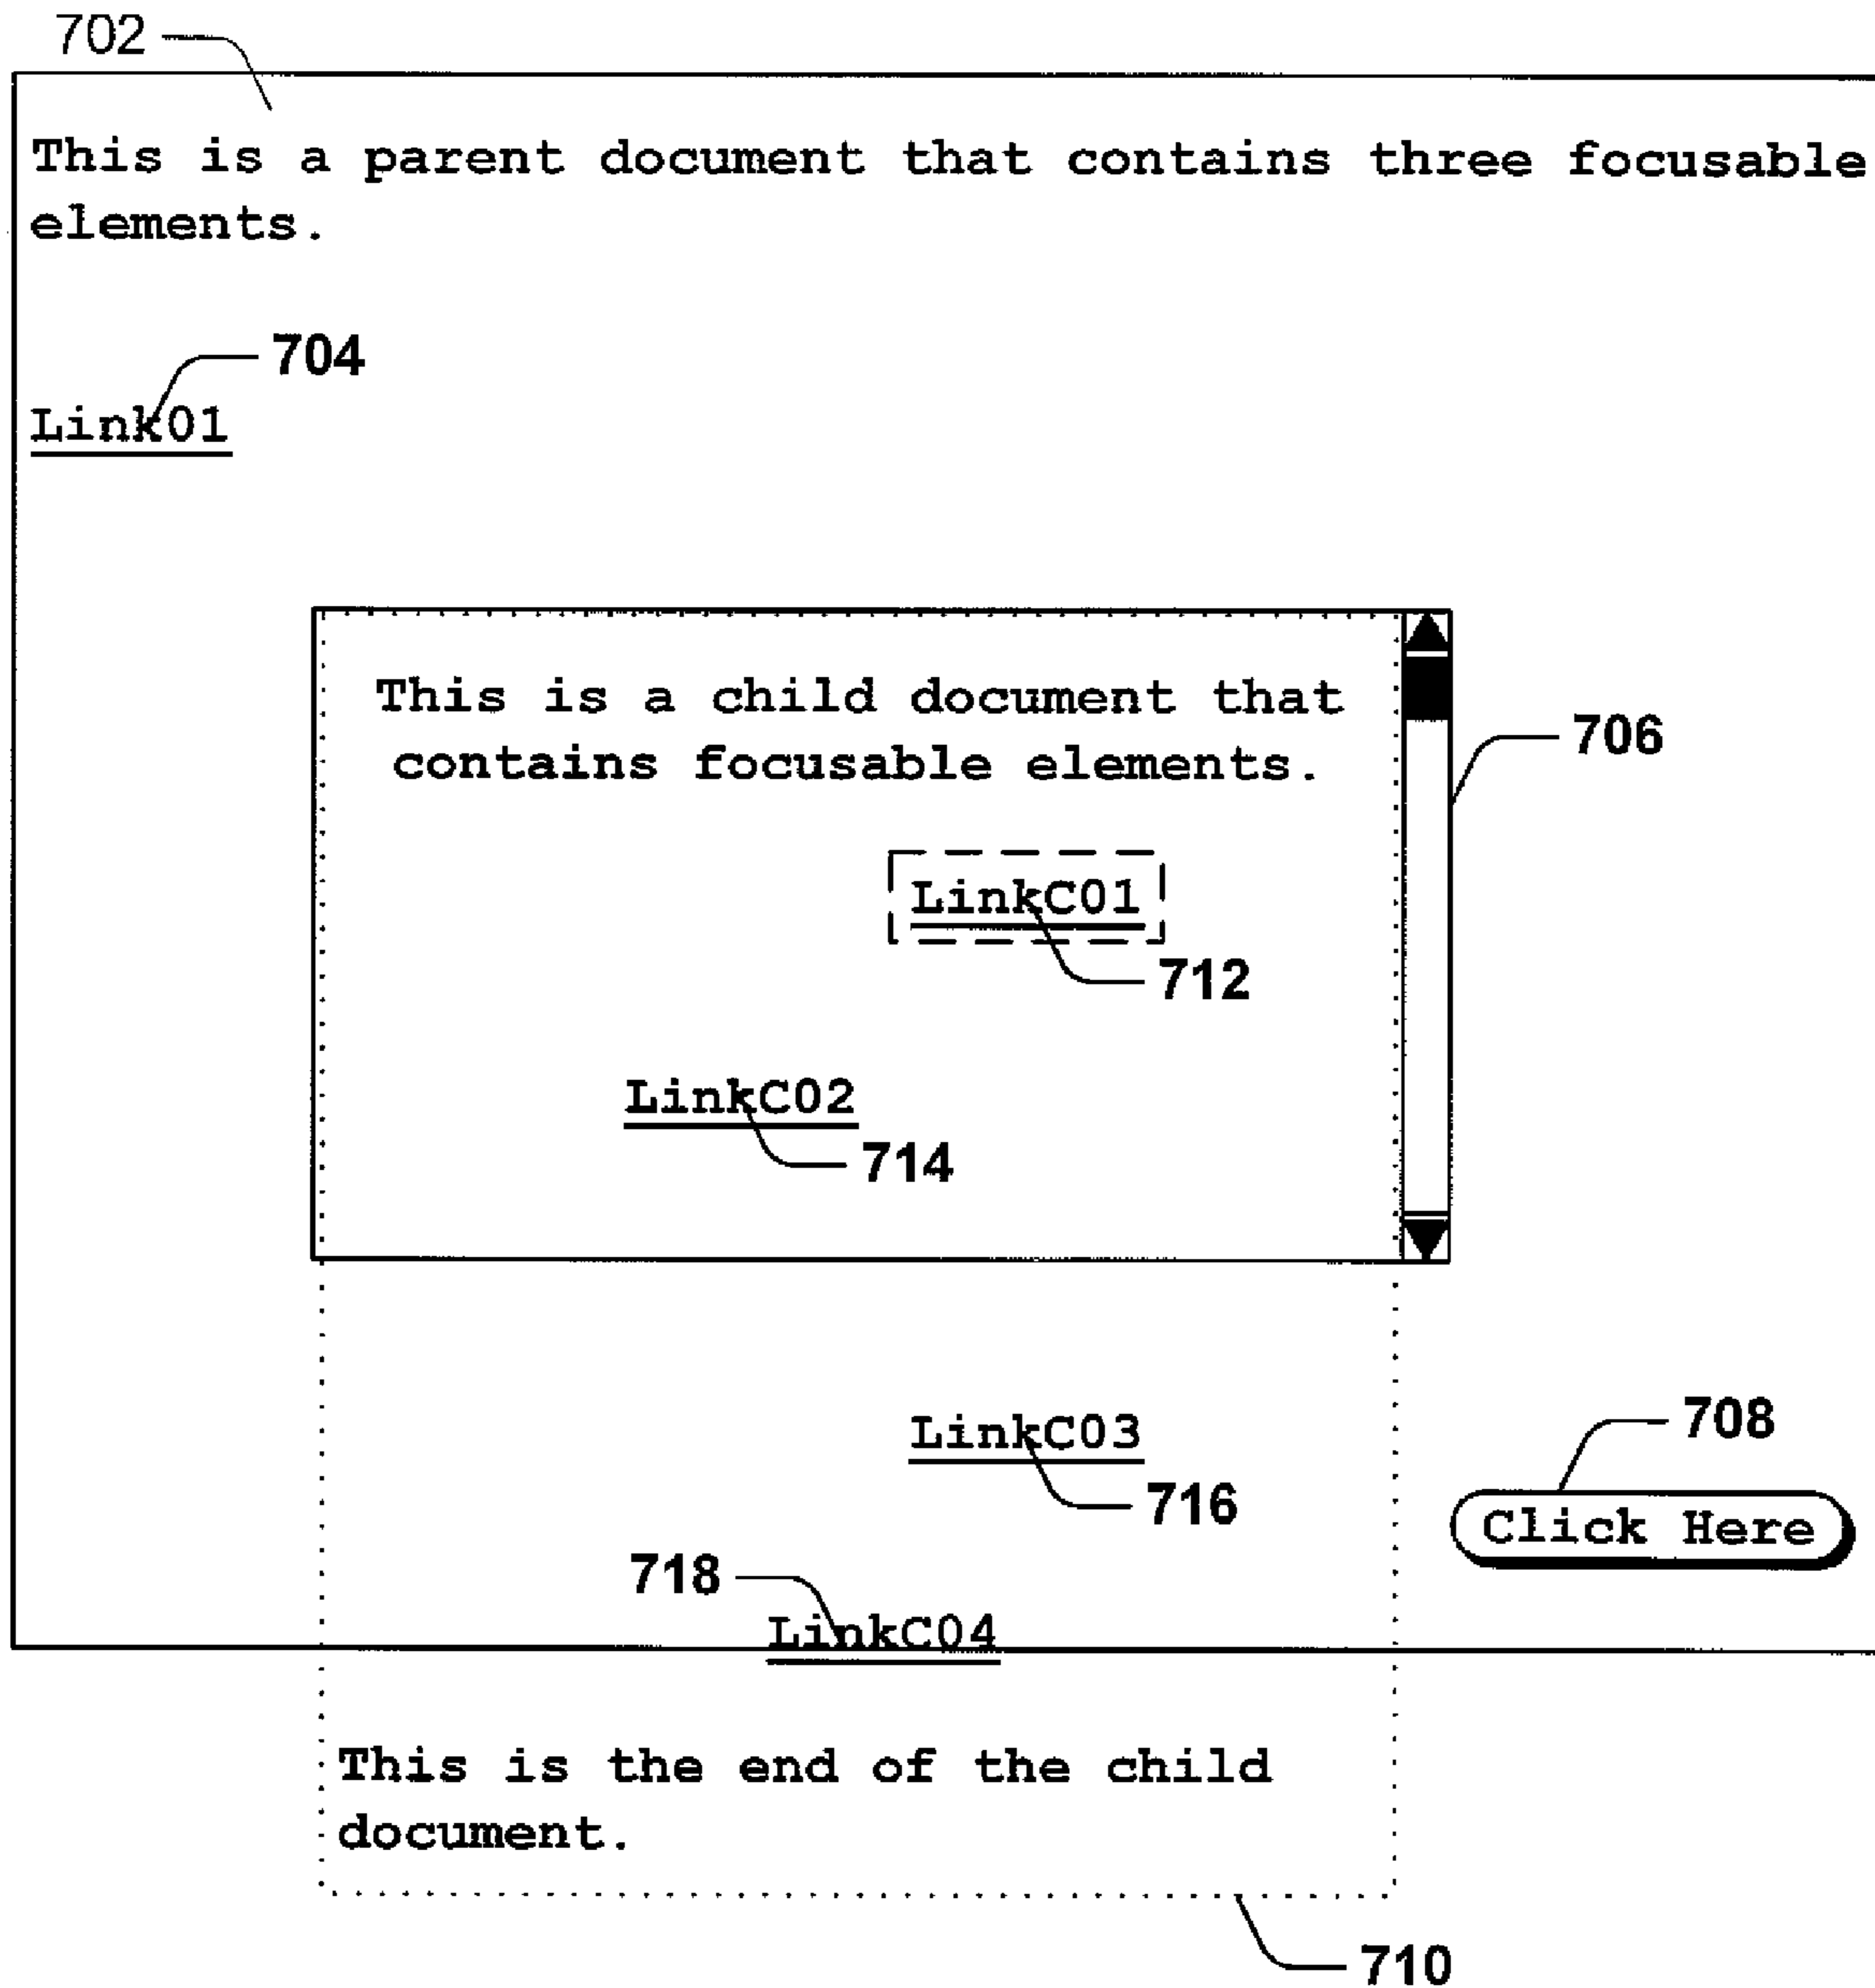 702
This is a parent document that contains three focusable
elements.
704
Link01
This is a child document that
contains focusable elements.
706
LinkC01
712
LinkC02
714
LinkC03
708
716
Click Here
718
LinkC04
This is the end of the child
document.
710